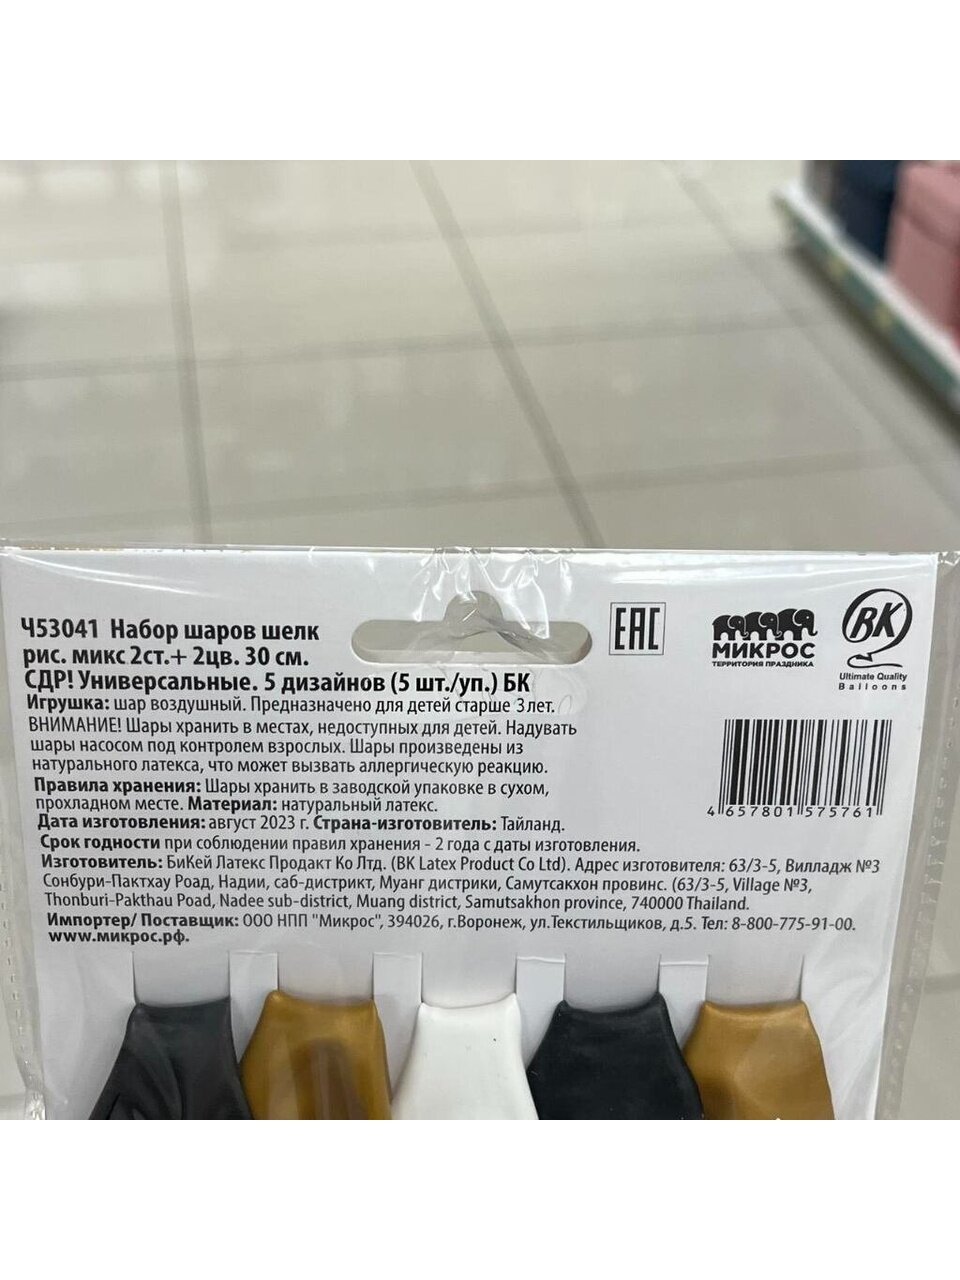 Ч53041 Набор шаров шелк
рис. микс 2ст.+ 2цв. 30 см.
СДР! Универсальные. 5 дизайнов (5 шт./уп.) БК
Игрушка: шар воздушный. Предназначено для детей старше 3 лет.
ВНИМАНИЕ! Шары хранить в местах, недоступных для детей. Надувать
шары насосом под контролем взрослых. Шары произведены из
натурального латекса, что может вызвать аллергическую реакцию.
Правила хранения: Шары хранить в заводской упаковке в сухом,
прохладном месте. Материал: натуральный латекс.
Дата изготовления: август 2023 г. Страна-изготовитель: Тайланд.
Срок годности при соблюдении правил хранения - 2 года с даты изготовления.
Изготовитель: БиКей Латекс Продакт Ко Лтд. (BK Latex Product Co Ltd). Адрес изготовителя: 63/3-5, Вилладж №3
Сонбури-Пактхау Роад, Надии, саб-дистрикт, Муанг дистрики, Самутсакхон провинс. (63/3-5, Village №3,
Thonburi-Pakthau Poad, Nadee sub-district, Muang district, Samutsakhon province, 740000 Thailand.
Импортер/ Поставщик: ООО НПП "Микрос", 394026, г.Воронеж, ул.Текстильщиков, д.5. Тел: 8-800-775-91-00.
www.микрос.рф.
EAC
МИКРОС
ТЕРРИТОРИЯ ПРАЗДНИКА
BK
Ultimate Quality
Balloons
4 657801 575761